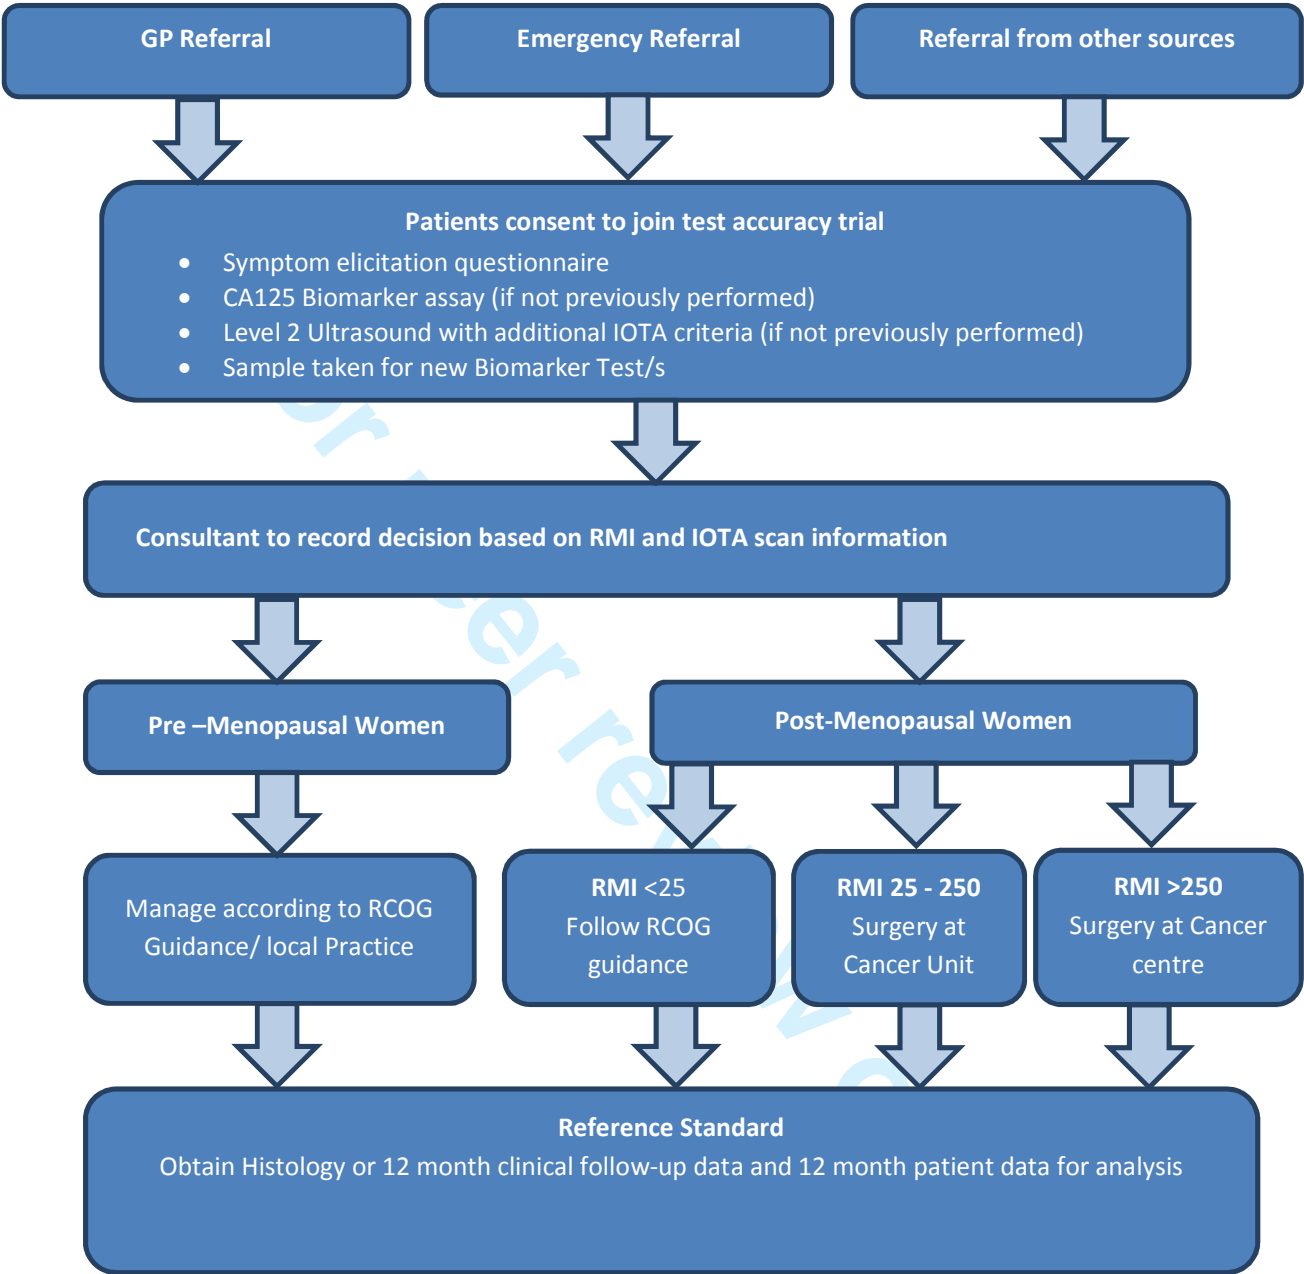 GP Referral
Emergency Referral
Referral from other sources
Patients consent to join test accuracy trial
• Symptom elicitation questionnaire
• CA125 Biomarker assay (if not previously performed)
• Level 2 Ultrasound with additional IOTA criteria (if not previously performed)
• Sample taken for new Biomarker Test/s
Consultant to record decision based on RMI and IOTA scan information
Pre –Menopausal Women
Post-Menopausal Women
Manage according to RCOG
Guidance/ local Practice
RMI <25
Follow RCOG
guidance
RMI 25 - 250
Surgery at
Cancer Unit
RMI >250
Surgery at Cancer
centre
Reference Standard
Obtain Histology or 12 month clinical follow-up data and 12 month patient data for analysis